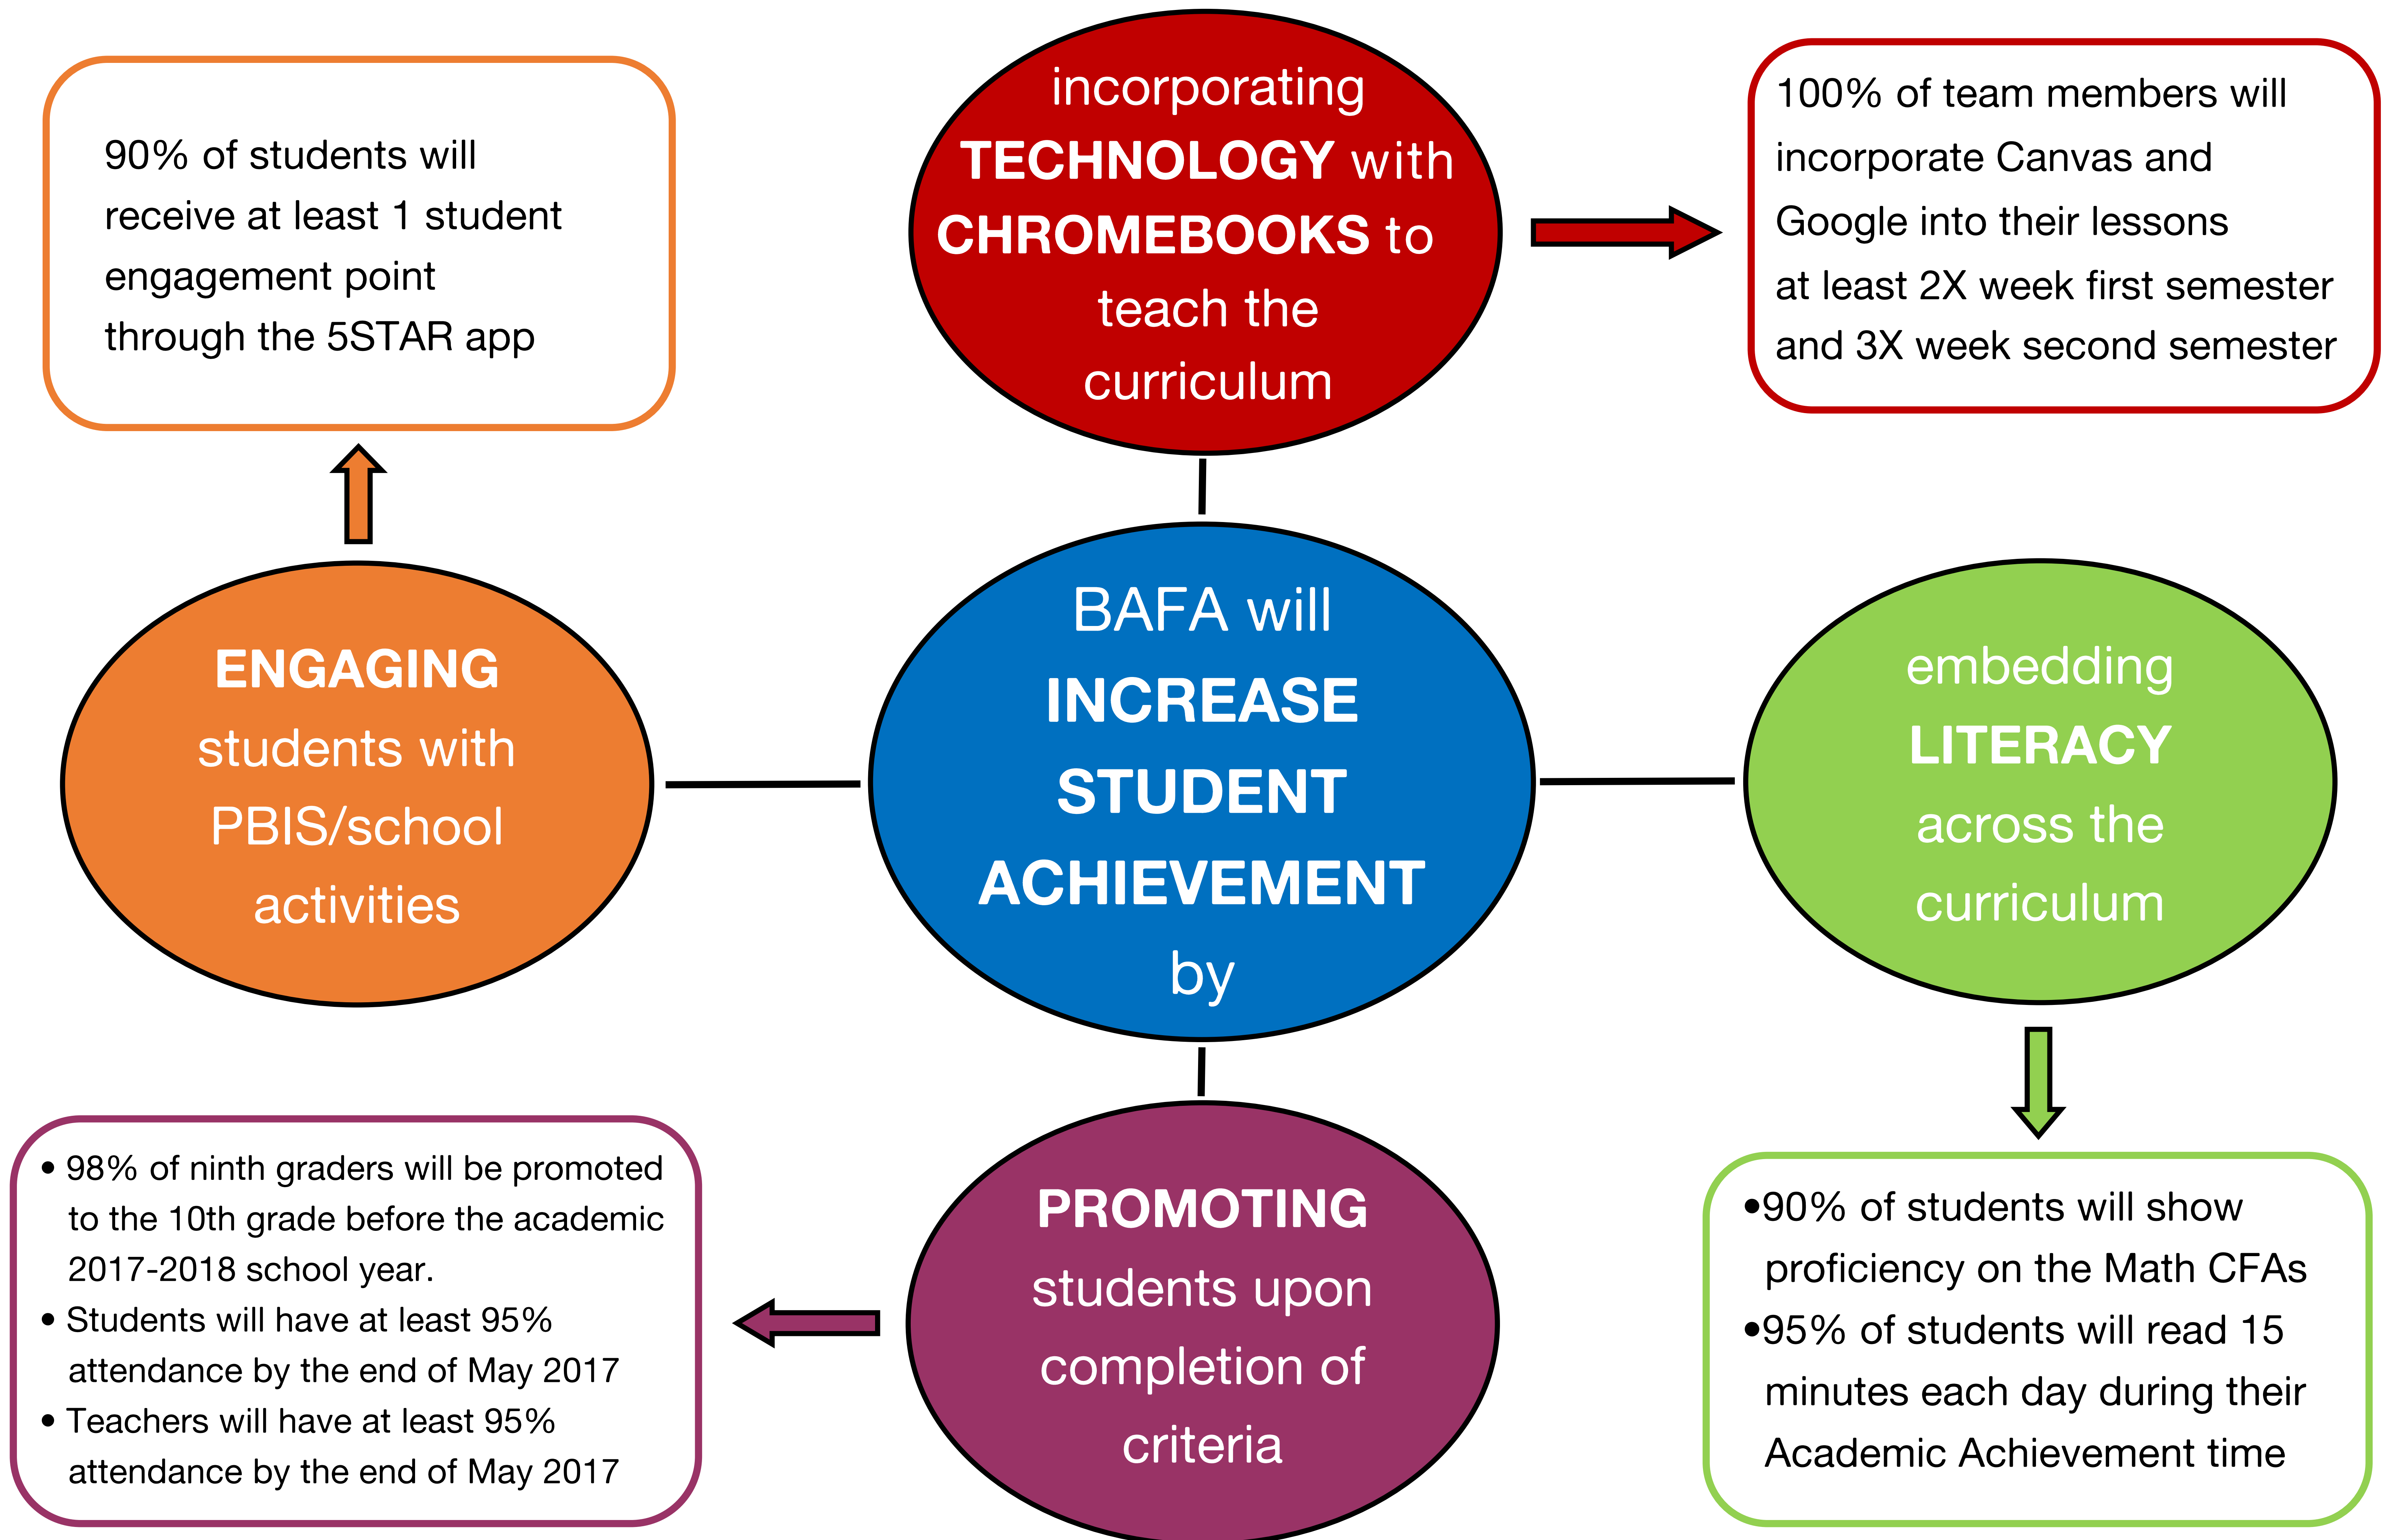 90% of students will
receive at least 1 student
engagement point
through the 5STAR app
incorporating
TECHNOLOGY with
CHROMEBOOKS to
teach the
curriculum
100% of team members will
incorporate Canvas and
Google into their lessons
at least 2X week first semester
and 3X week second semester
ENGAGING
students with
PBIS/school
activities
BAFA will
INCREASE
STUDENT
ACHIEVEMENT
by
embedding
LITERACY
across the
curriculum
• 98% of ninth graders will be promoted
to the 10th grade before the academic
2017-2018 school year.
• Students will have at least 95%
attendance by the end of May 2017
• Teachers will have at least 95%
attendance by the end of May 2017
PROMOTING
students upon
completion of
criteria
•90% of students will show
proficiency on the Math CFAs
•95% of students will read 15
minutes each day during their
Academic Achievement time